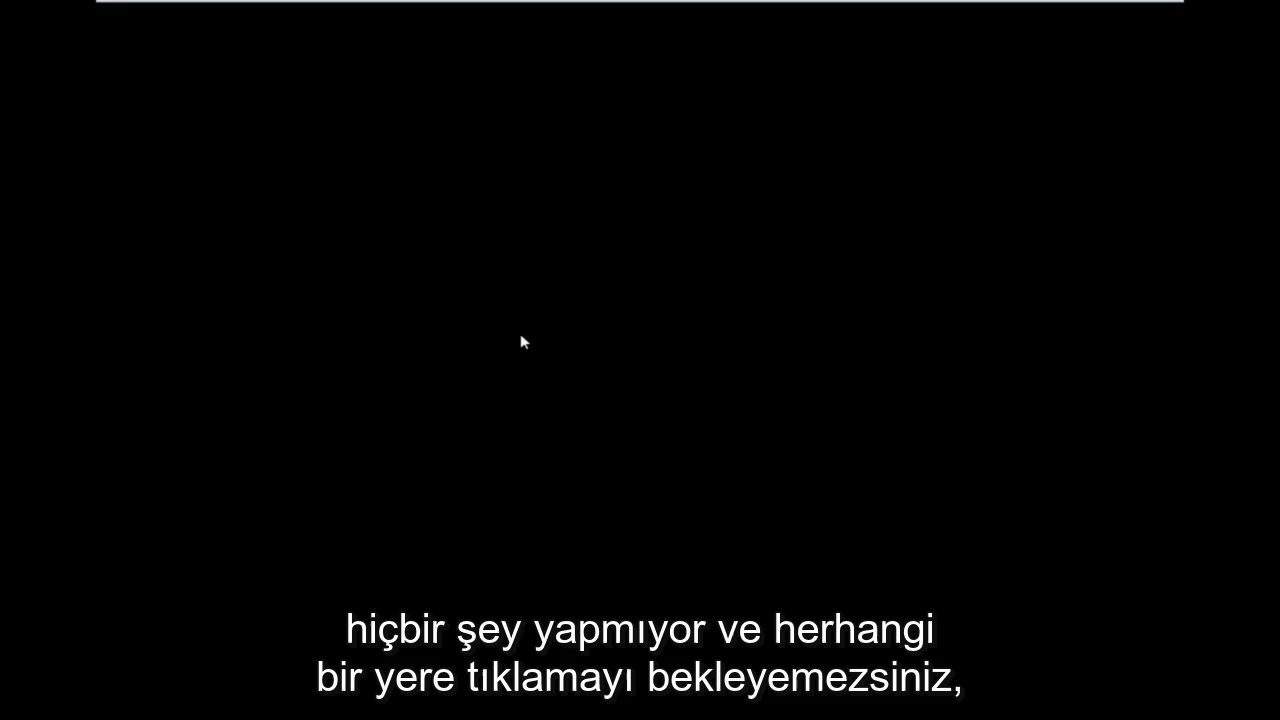 hiçbir şey yapmıyor ve herhangi
bir yere tıklamayı bekleyemezsiniz,